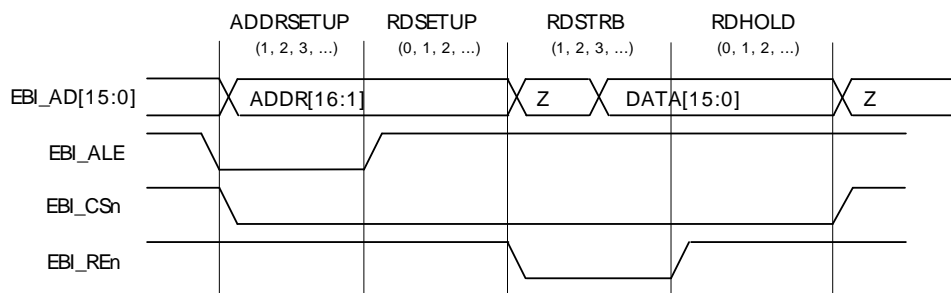 ADDRSETUP RDSETUP RDSTRB RDHOLD
(1, 2, 3, ...) (0, 1, 2, ...) (1, 2, 3, ...) (0, 1, 2, ...)
EBI_AD[15:0] ADDR[16:1] Z DATA[15:0] Z
EBI_ALE
EBI_CSn
EBI_REn